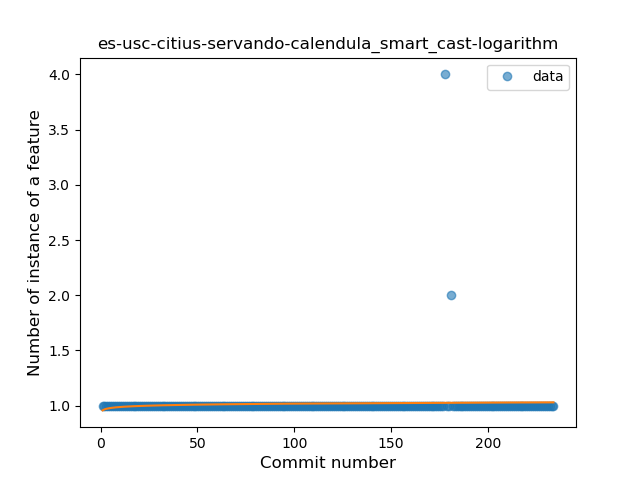 es-usc-citius-servando-calendula_smart_cast-logarithm
data
Number of instance of a feature
4.0
3.5
3.0
2.5
2.0
1.5
1.0
0 50 100 150 200
Commit number